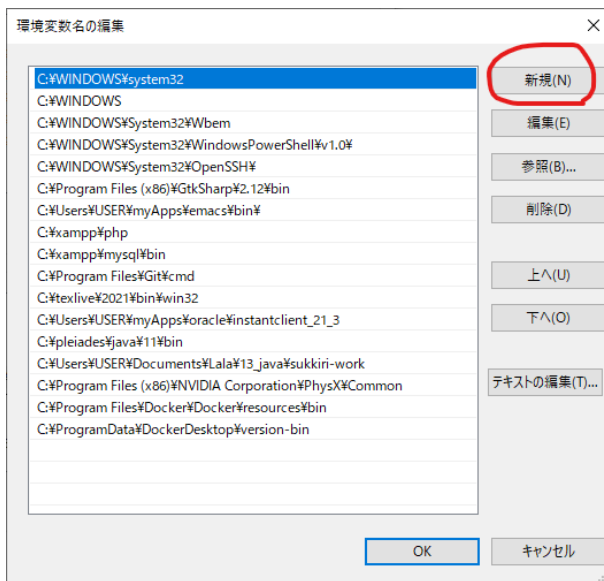 環境変数名の編集
C:¥WINDOWS¥system32
C:¥WINDOWS
C:¥WINDOWS¥System32¥Wbem
C:¥WINDOWS¥System32¥WindowsPowerShell¥v1.0¥
C:¥WINDOWS¥System32¥OpenSSH¥
C:¥Program Files (x86)¥GtkSharp¥2.12¥bin
C:¥Users¥USER¥myApps¥emacs¥bin¥
C:¥xampp¥php
C:¥xampp¥mysql¥bin
C:¥Program Files¥Git¥cmd
C:¥texlive¥2021¥bin¥win32
C:¥Users¥USER¥myApps¥oracle¥instantclient_21_3
C:¥pleiades¥java¥11¥bin
C:¥Users¥USER¥Documents¥Lala¥13_java¥sukkiri-work
C:¥Program Files (x86)¥NVIDIA Corporation¥PhysX¥Common
C:¥Program Files¥Docker¥Docker¥resources¥bin
C:¥ProgramData¥DockerDesktop¥version-bin
新規(N)
編集(E)
参照(B)...
削除(D)
上へ(U)
下へ(O)
テキストの編集(T)...
OK
キャンセル